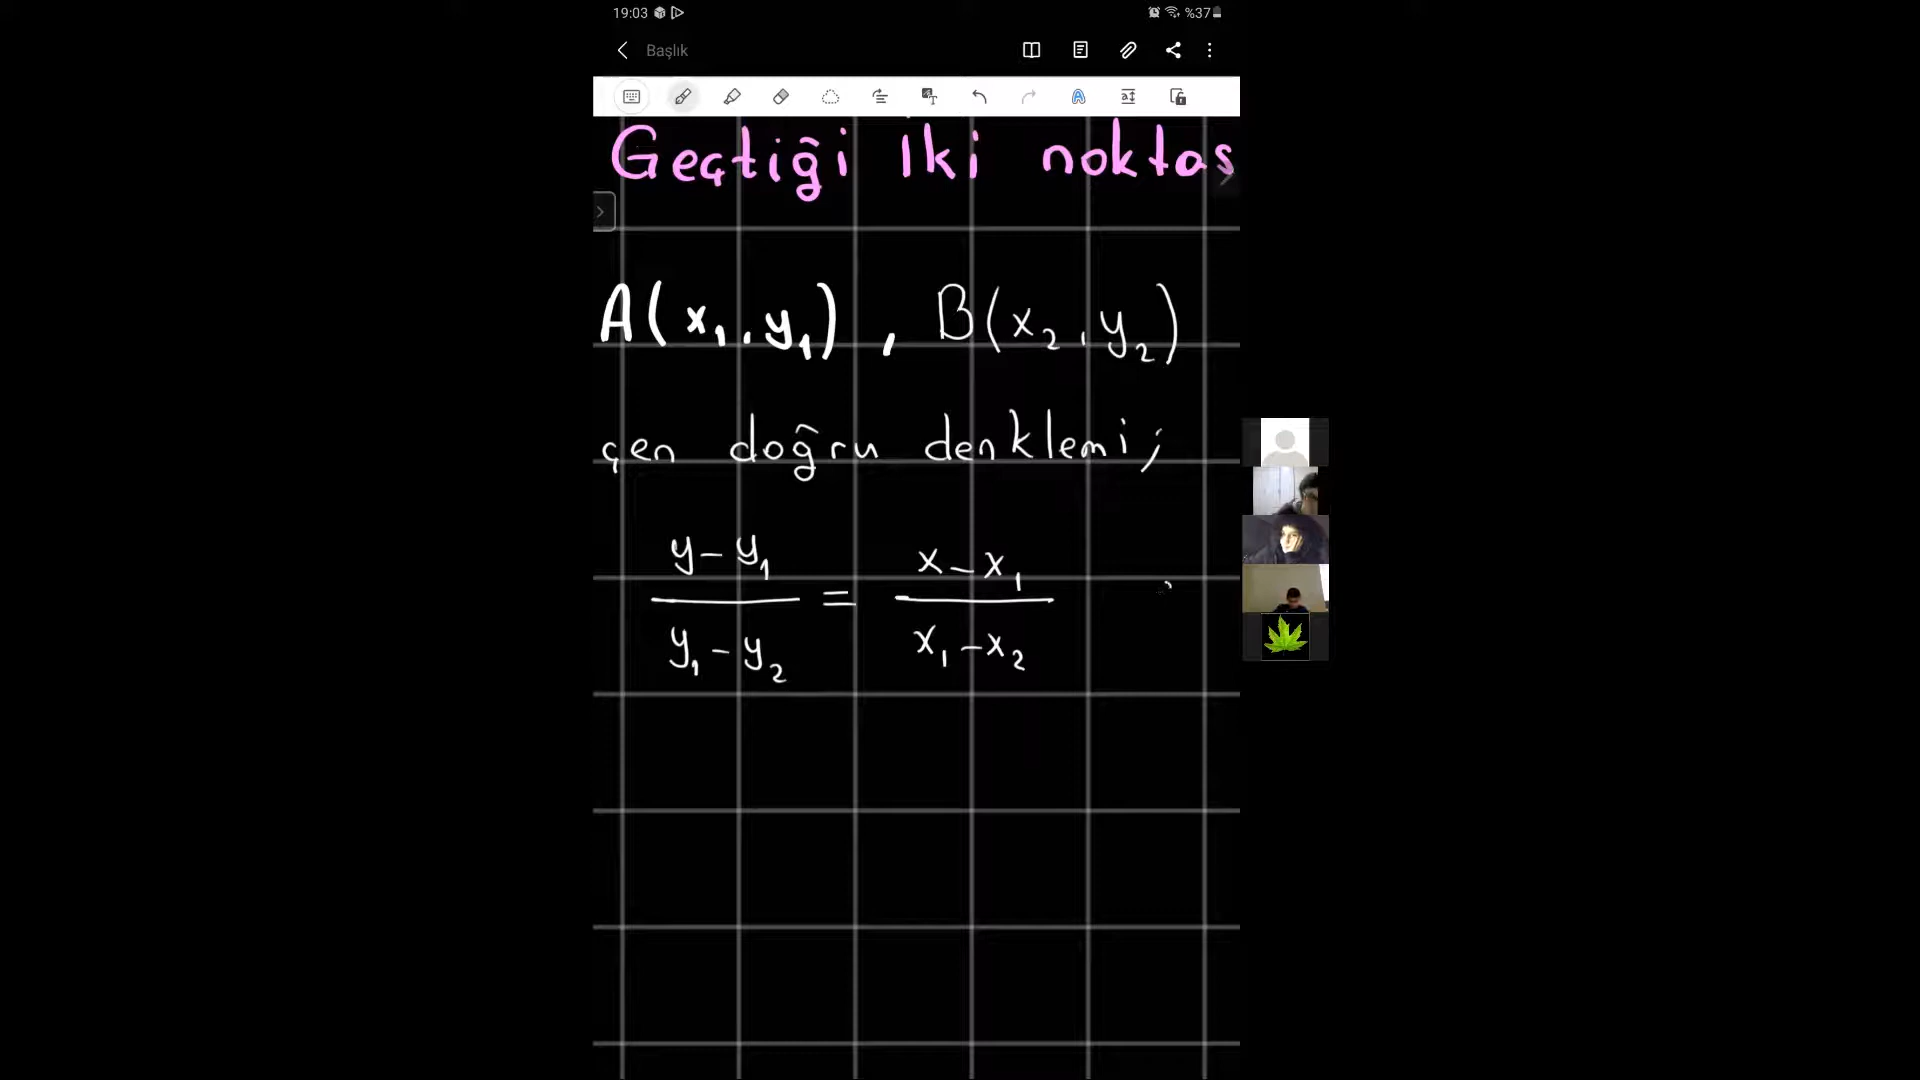 19:03 %37
Başlık
Geçtiği İki noktas
A(x₁,y₁), B(x₂,y₂)
çen doğru denklemi;
y-y₁/y₁-y₂ = x-x₁/x₁-x₂